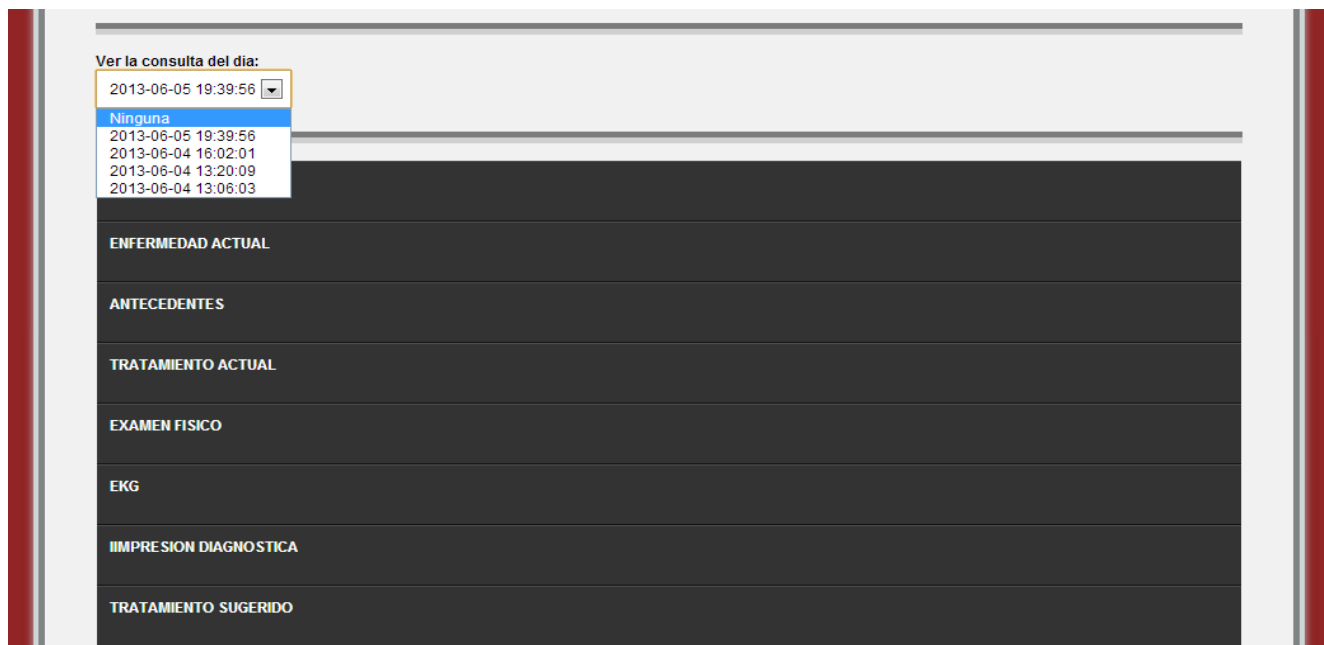 Ver la consulta del dia:
2013-06-05 19:39:56
Ninguna
2013-06-05 19:39:56
2013-06-04 16:02:01
2013-06-04 13:20:09
2013-06-04 13:06:03
ENFERMEDAD ACTUAL
ANTECEDENTES
TRATAMIENTO ACTUAL
EXAMEN FISICO
EKG
IIMPRESION DIAGNOSTICA
TRATAMIENTO SUGERIDO